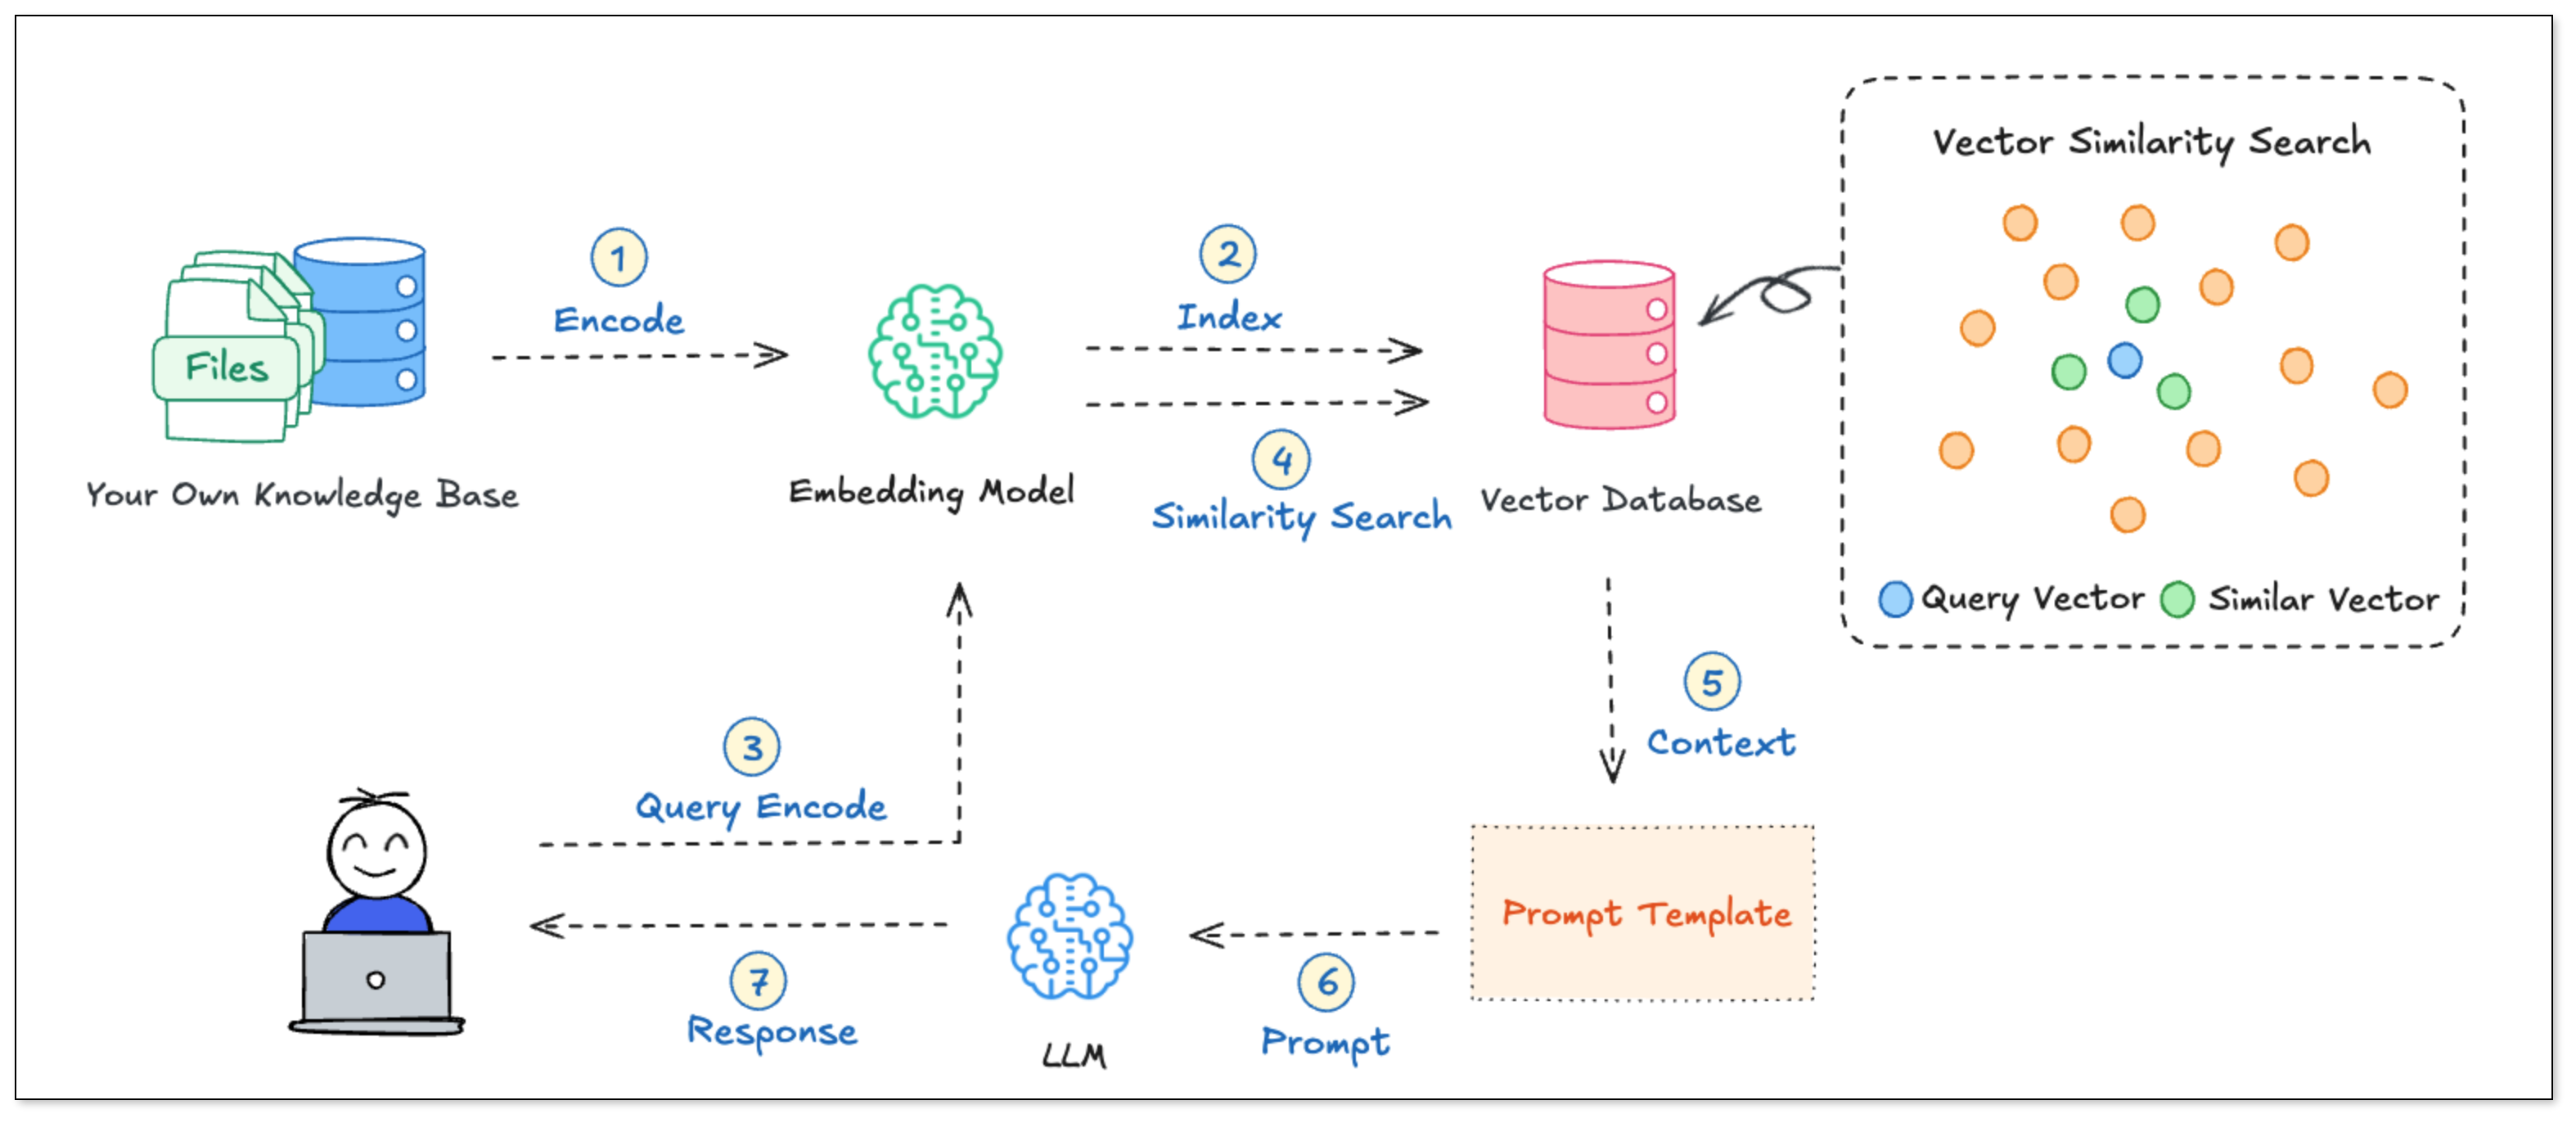 Vector Similarity Search
1
Encode
2
Index
Files
4
Similarity Search
Your Own Knowledge Base
Embedding Model
Vector Database
Query Vector
Similar Vector
3
Query Encode
5
Context
Prompt Template
7
Response
6
Prompt
LLM